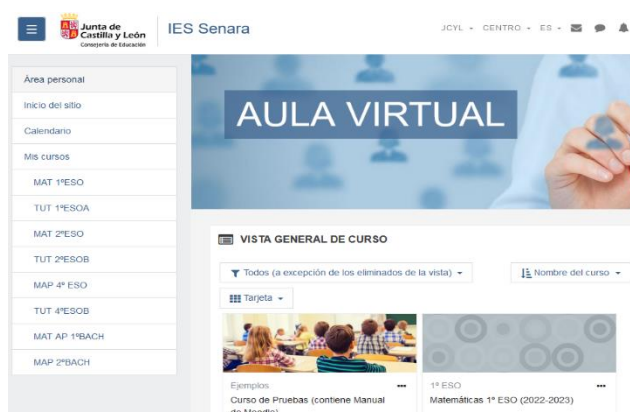 Junta de
Castilla y León
Consejería de Educación
IES Senara
JCYL
CENTRO
ES
Área personal
Inicio del sitio
Calendario
Mis cursos
MAT 1ºESO
TUT 1ºESOA
MAT 2ºESO
TUT 2ºESOB
MAP 4º ESO
TUT 4ºESOB
MAT AP 1ºBACH
MAP 2ºBACH
AULA VIRTUAL
VISTA GENERAL DE CURSO
Todos (a excepción de los eliminados de la vista)
Nombre del curso
Tarjeta
Ejemplos
Curso de Pruebas (contiene Manual
de Moodle)
1º ESO
Matemáticas 1º ESO (2022-2023)